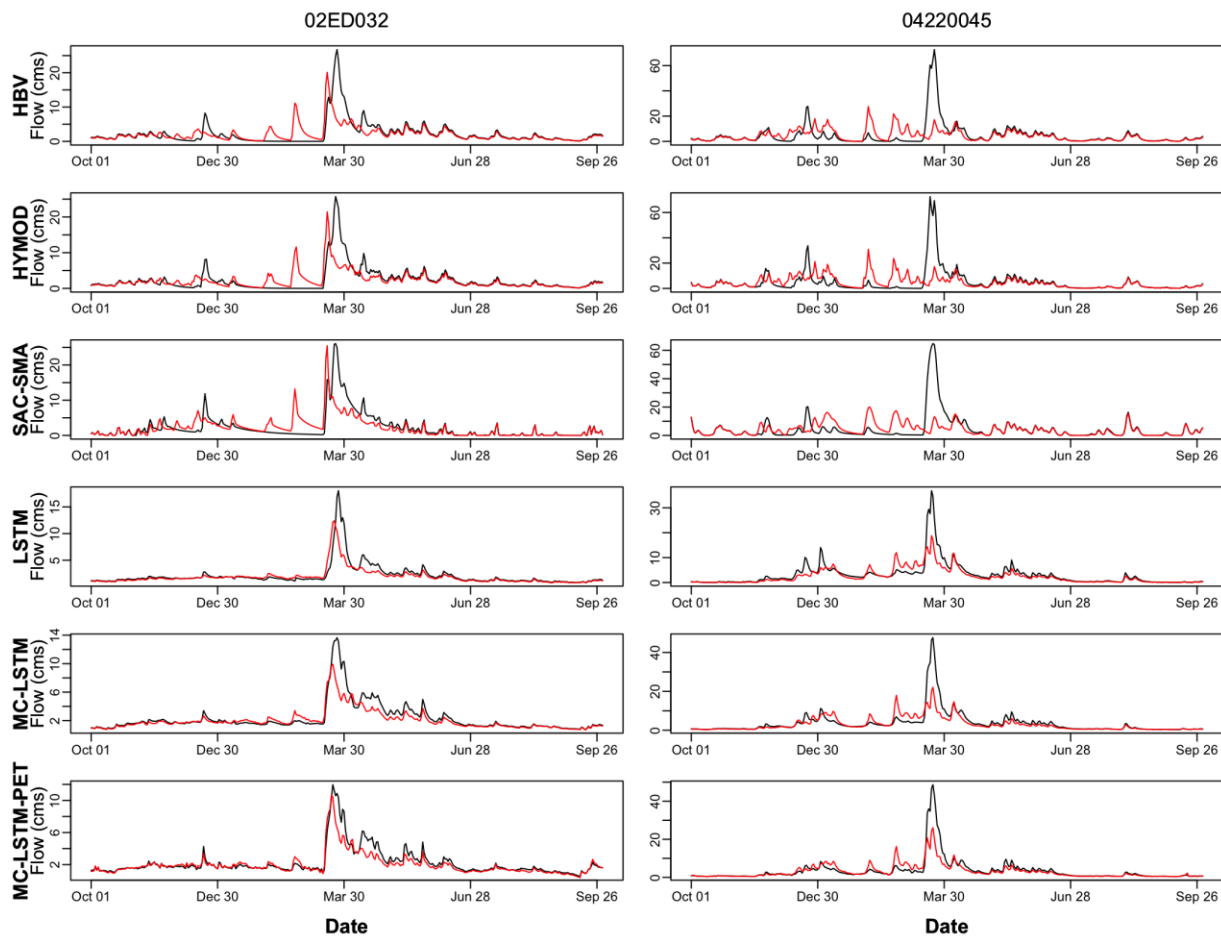 02ED032 04220045
HBV
Flow (cms)
0 10 20
0 20 40 60
Oct 01 Dec 30 Mar 30 Jun 28 Sep 26
Oct 01 Dec 30 Mar 30 Jun 28 Sep 26
HYMOD
Flow (cms)
0 10 20
0 20 40 60
Oct 01 Dec 30 Mar 30 Jun 28 Sep 26
Oct 01 Dec 30 Mar 30 Jun 28 Sep 26
SAC-SMA
Flow (cms)
0 10 20
0 20 40 60
Oct 01 Dec 30 Mar 30 Jun 28 Sep 26
Oct 01 Dec 30 Mar 30 Jun 28 Sep 26
LSTM
Flow (cms)
5 10 15
0 10 30
Oct 01 Dec 30 Mar 30 Jun 28 Sep 26
Oct 01 Dec 30 Mar 30 Jun 28 Sep 26
MC-LSTM
Flow (cms)
2 6 10 14
0 20 40
Oct 01 Dec 30 Mar 30 Jun 28 Sep 26
Oct 01 Dec 30 Mar 30 Jun 28 Sep 26
MC-LSTM-PET
Flow (cms)
2 6 10
0 20 40
Oct 01 Dec 30 Mar 30 Jun 28 Sep 26
Oct 01 Dec 30 Mar 30 Jun 28 Sep 26
Date Date